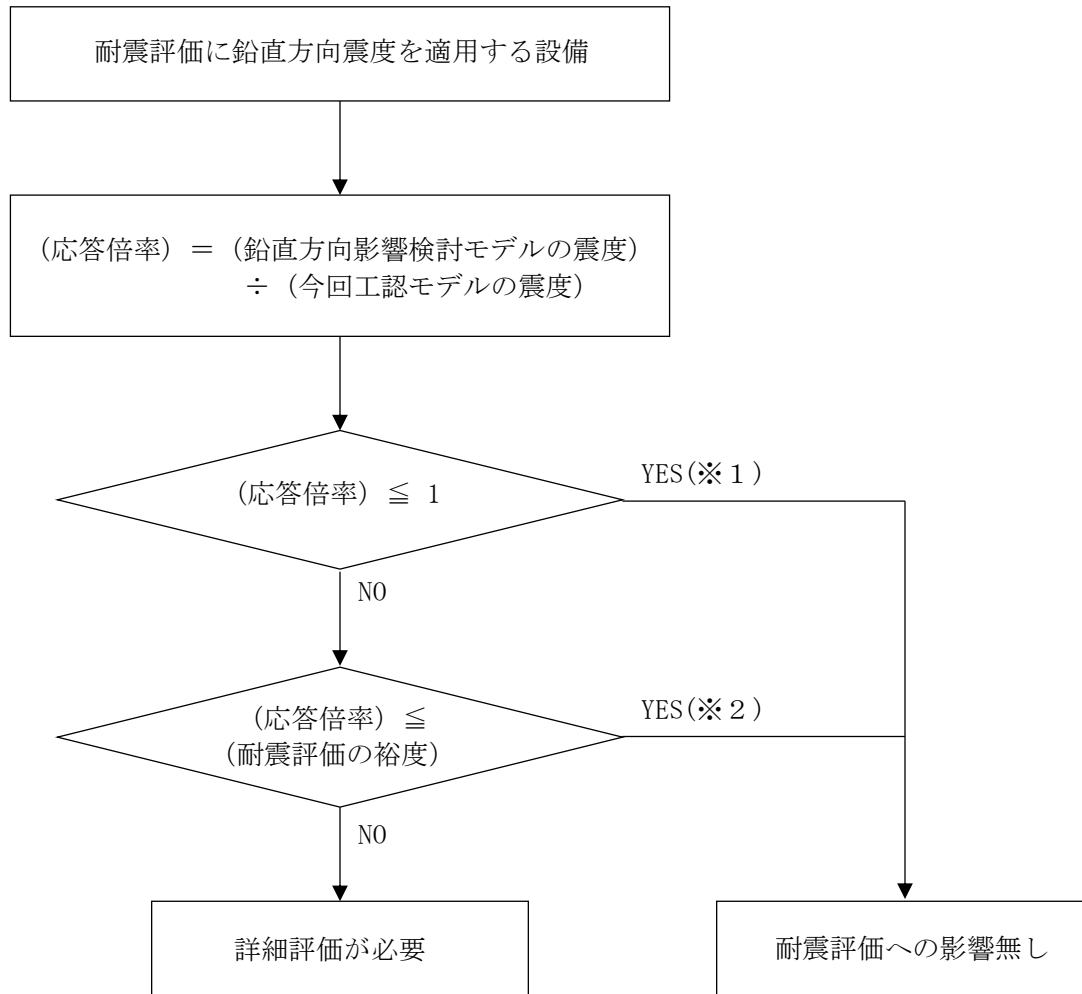 耐震評価に鉛直方向震度を適用する設備
(応答倍率) = (鉛直方向影響検討モデルの震度)
÷ (今回工認モデルの震度)
(応答倍率) ≦ 1
YES(※1)
NO
(応答倍率) ≦
(耐震評価の裕度)
YES(※2)
NO
詳細評価が必要
耐震評価への影響無し